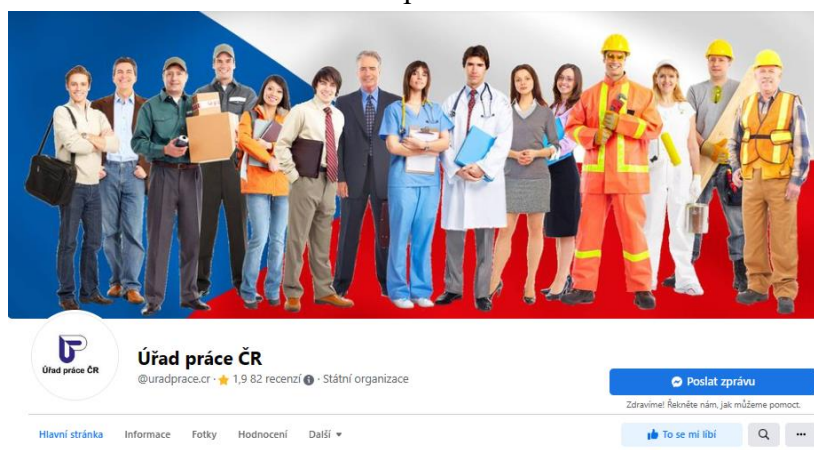 Úřad práce ČR
Úřad práce ČR
@uradprace.cr · 1,9 82 recenzí · Státní organizace
Poslat zprávu
Zdravíme! Řekněte nám, jak můžeme pomoct.
Hlavní stránka Informace Fotky Hodnocení Další
To se mi líbí